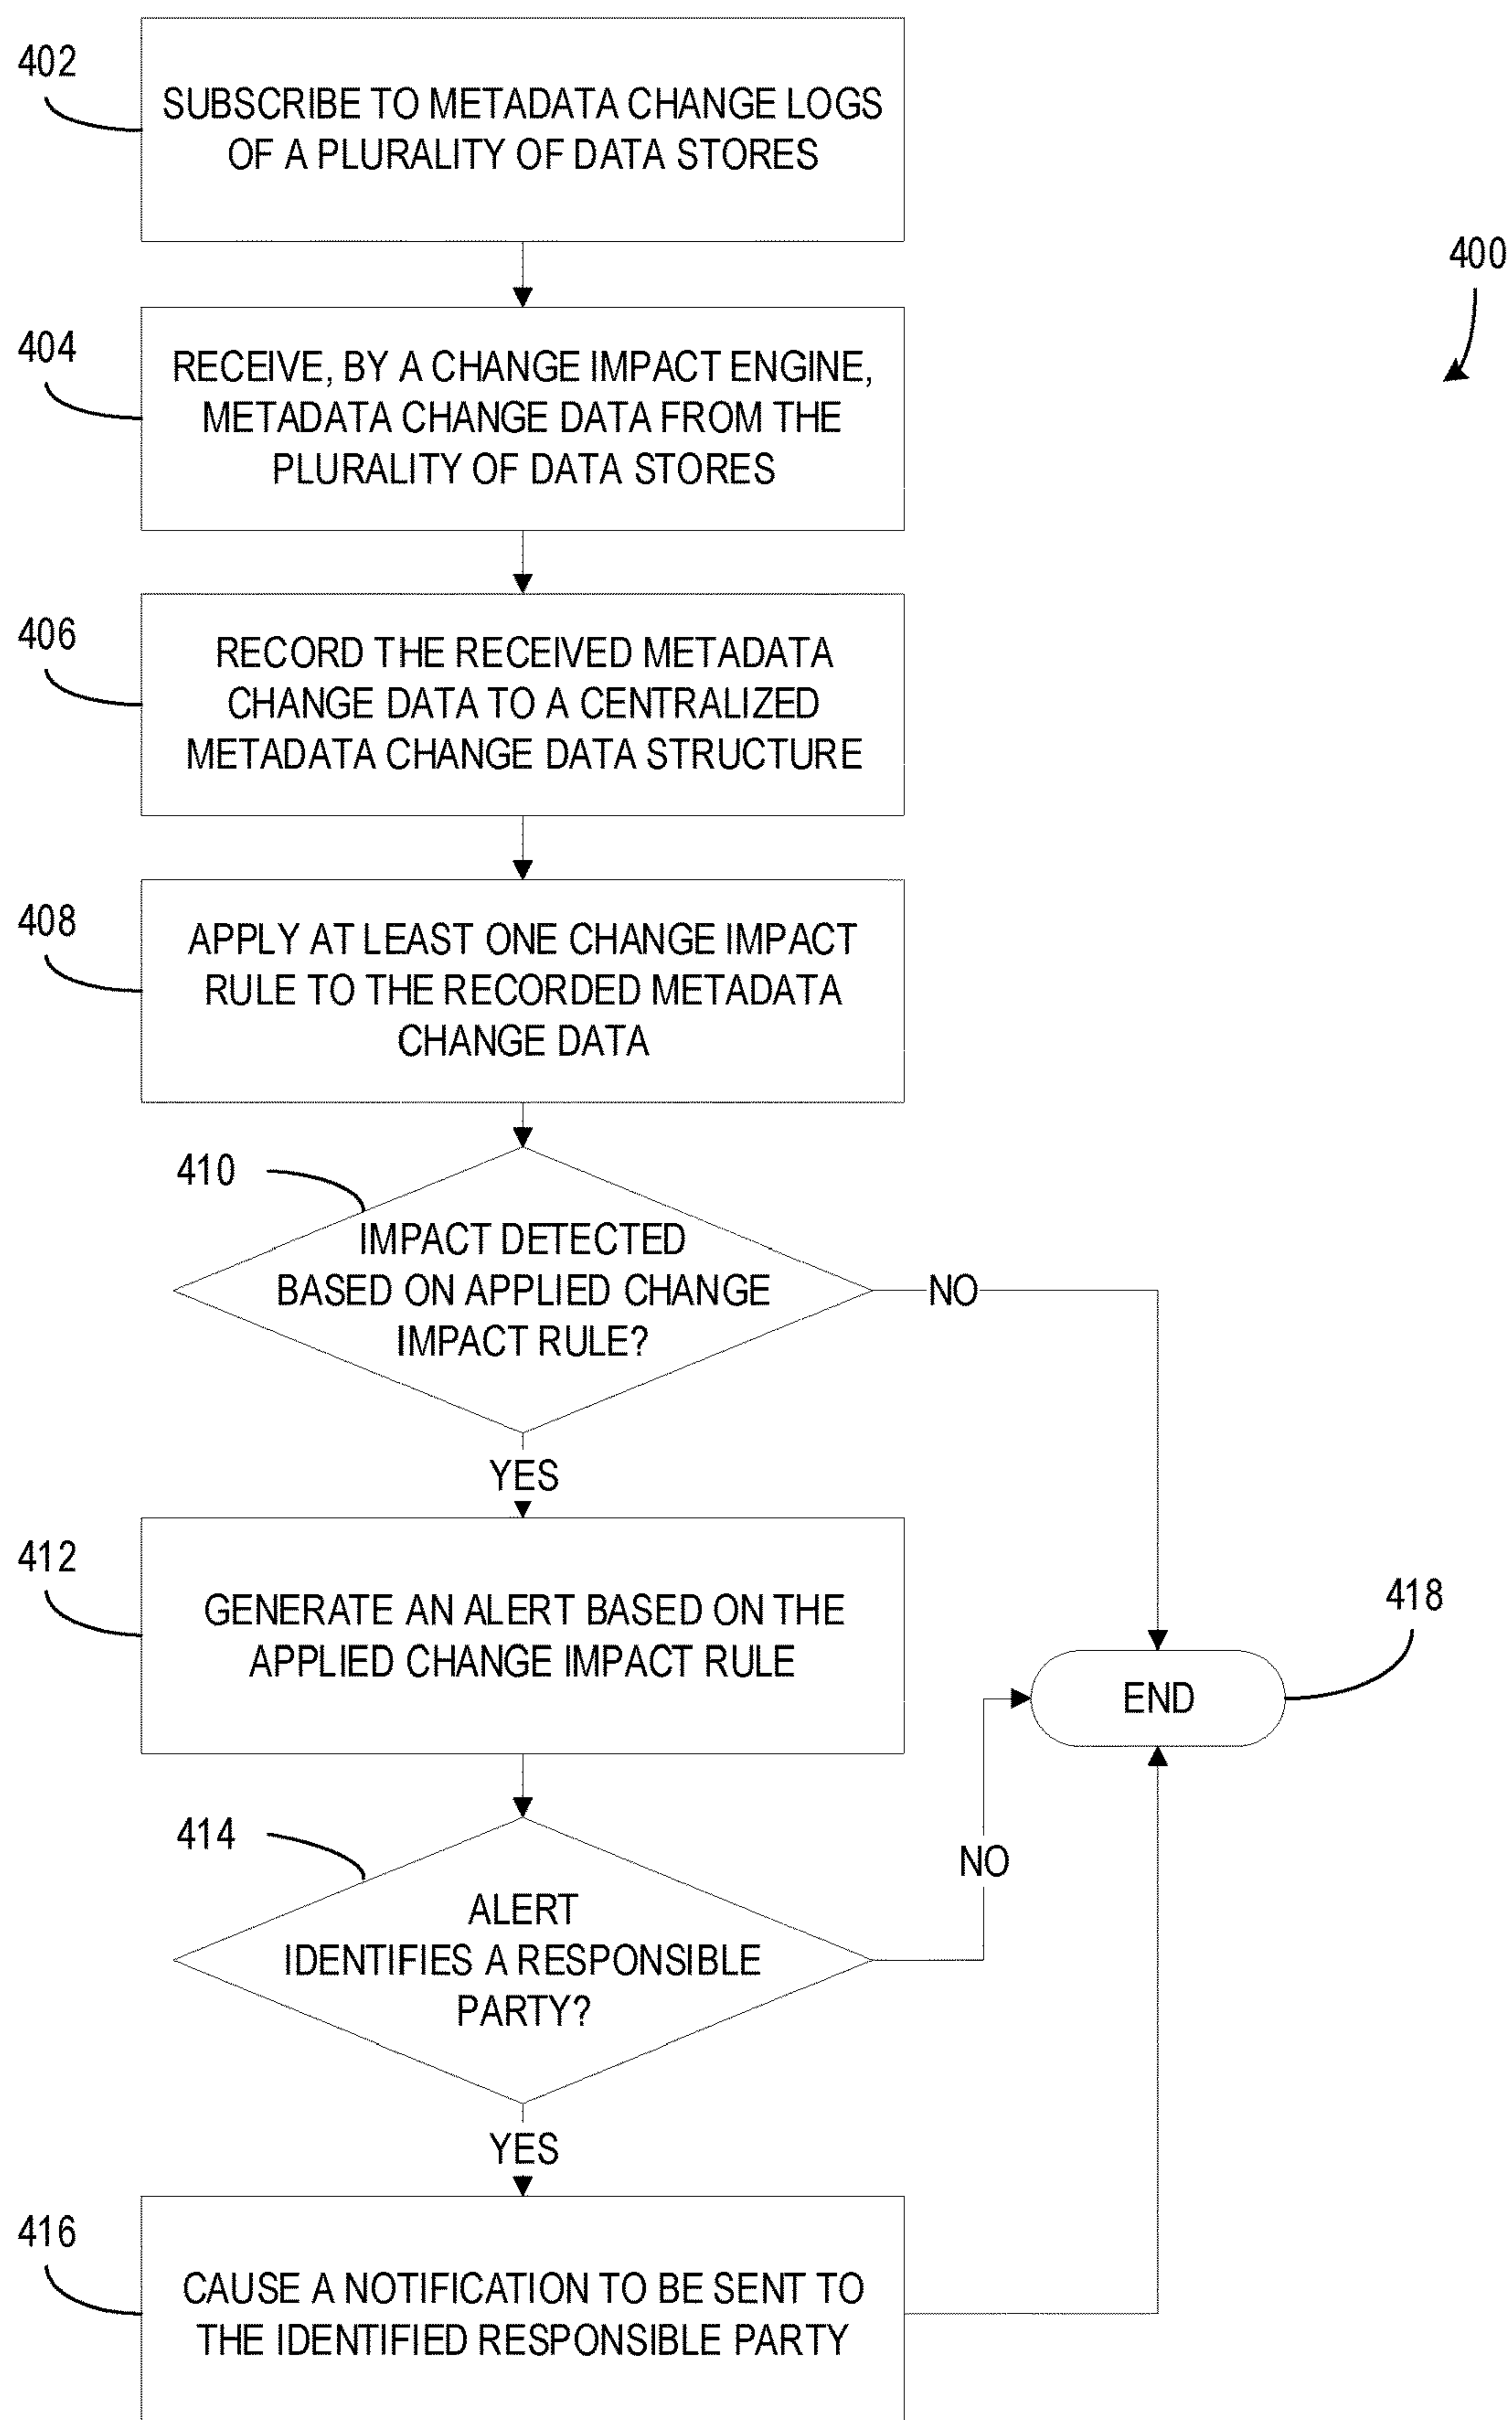 402
SUBSCRIBE TO METADATA CHANGE LOGS
OF A PLURALITY OF DATA STORES
400
404
RECEIVE, BY A CHANGE IMPACT ENGINE,
METADATA CHANGE DATA FROM THE
PLURALITY OF DATA STORES
406
RECORD THE RECEIVED METADATA
CHANGE DATA TO A CENTRALIZED
METADATA CHANGE DATA STRUCTURE
408
APPLY AT LEAST ONE CHANGE IMPACT
RULE TO THE RECORDED METADATA
CHANGE DATA
410
IMPACT DETECTED
BASED ON APPLIED CHANGE
IMPACT RULE?
NO
YES
412
GENERATE AN ALERT BASED ON THE
APPLIED CHANGE IMPACT RULE
418
END
414
ALERT
IDENTIFIES A RESPONSIBLE
PARTY?
NO
YES
416
CAUSE A NOTIFICATION TO BE SENT TO
THE IDENTIFIED RESPONSIBLE PARTY